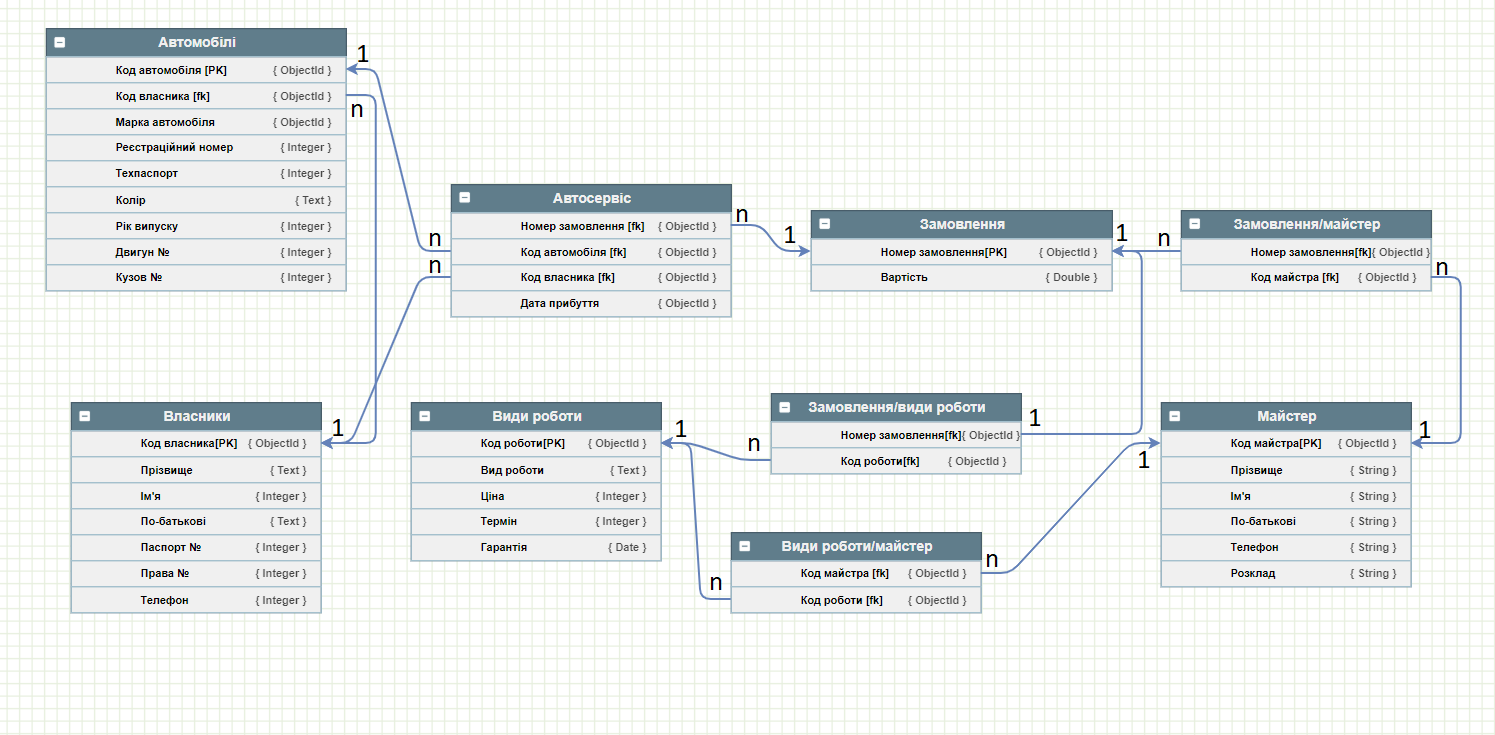 Автомобілі
Код автомобіля [PK] { ObjectId }
Код власника [fk] { ObjectId }
Марка автомобіля { ObjectId }
Реєстраційний номер { Integer }
Техпаспорт { Integer }
Колір { Text }
Рік випуску { Integer }
Двигун № { Integer }
Кузов № { Integer }
1
n
Автосервіс
Номер замовлення [fk] { ObjectId }
Код автомобіля [fk] { ObjectId }
Код власника [fk] { ObjectId }
Дата прибуття { ObjectId }
n
n
n
1
Замовлення
Номер замовлення[PK] { ObjectId }
Вартість { Double }
1
n
Замовлення/майстер
Номер замовлення[fk]{ ObjectId }
Код майстра [fk] { ObjectId }
n
Власники
Код власника[PK] { ObjectId }
Прізвище { Text }
Ім'я { Integer }
По-батькові { Text }
Паспорт № { Integer }
Права № { Integer }
Телефон { Integer }
1
Види роботи
Код роботи[PK] { ObjectId }
Вид роботи { Text }
Ціна { Integer }
Термін { Integer }
Гарантія { Date }
1
n
n
Замовлення/види роботи
Номер замовлення[fk]{ ObjectId }
Код роботи[fk] { ObjectId }
1
Види роботи/майстер
Код майстра [fk] { ObjectId }
Код роботи [fk] { ObjectId }
n
1
Майстер
Код майстра[PK] { ObjectId }
Прізвище { String }
Ім'я { String }
По-батькові { String }
Телефон { String }
Розклад { String }
1